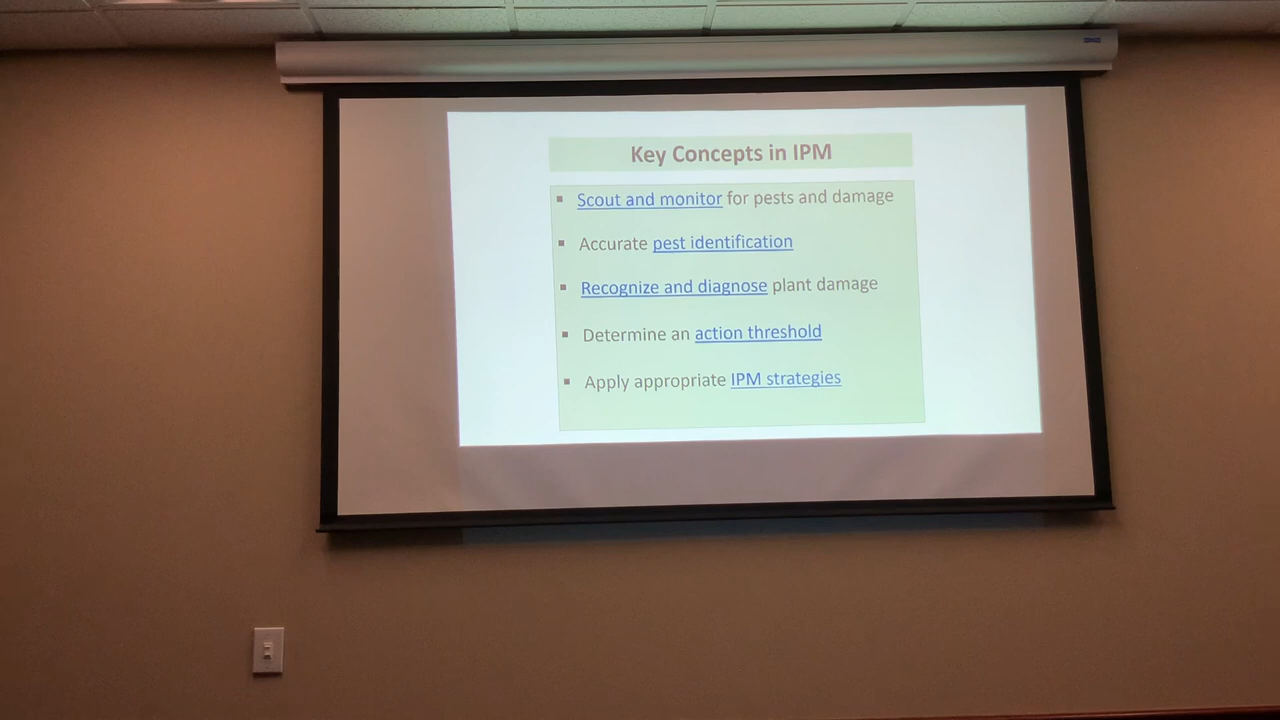 Key Concepts in IPM
▪ Scout and monitor for pests and damage
▪ Accurate pest identification
▪ Recognize and diagnose plant damage
▪ Determine an action threshold
▪ Apply appropriate IPM strategies